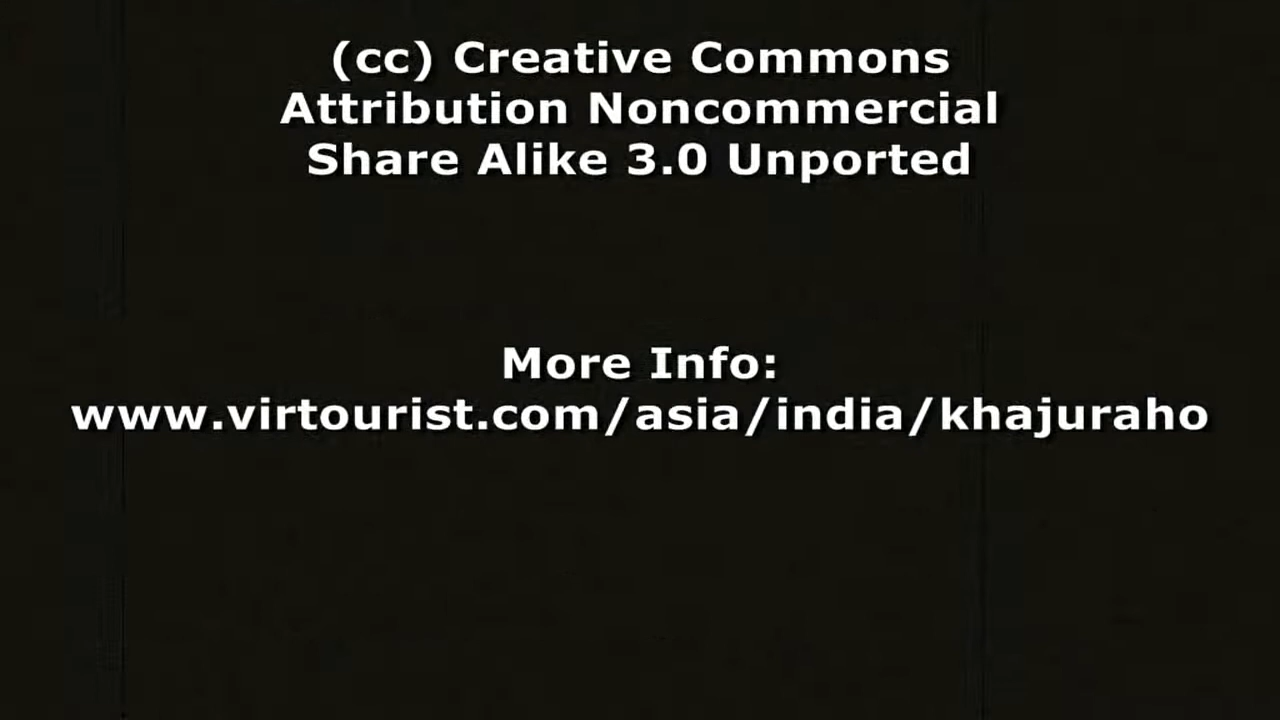 (cc) Creative Commons
Attribution Noncommercial
Share Alike 3.0 Unported
More Info:
www.virtourist.com/asia/india/khajuraho